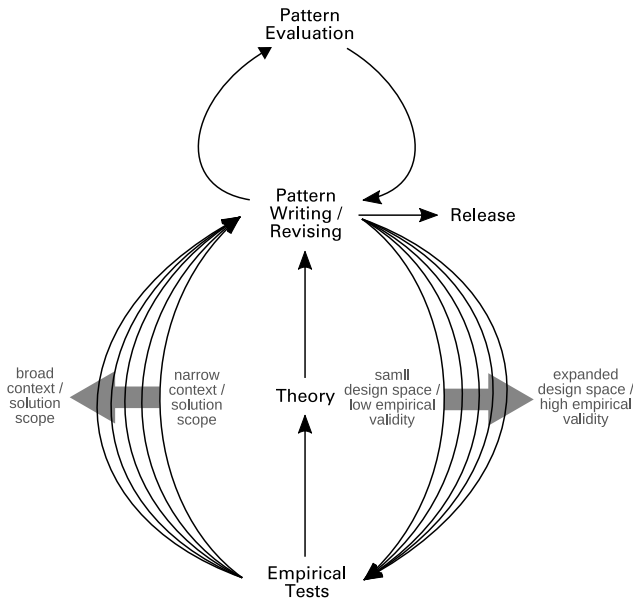 Pattern
Evaluation
Pattern
Writing /
Revising
Release
broad
context /
solution
scope
narrow
context /
solution
scope
Theory
samll
design space /
low empirical
validity
expanded
design space /
high empirical
validity
Empirical
Tests